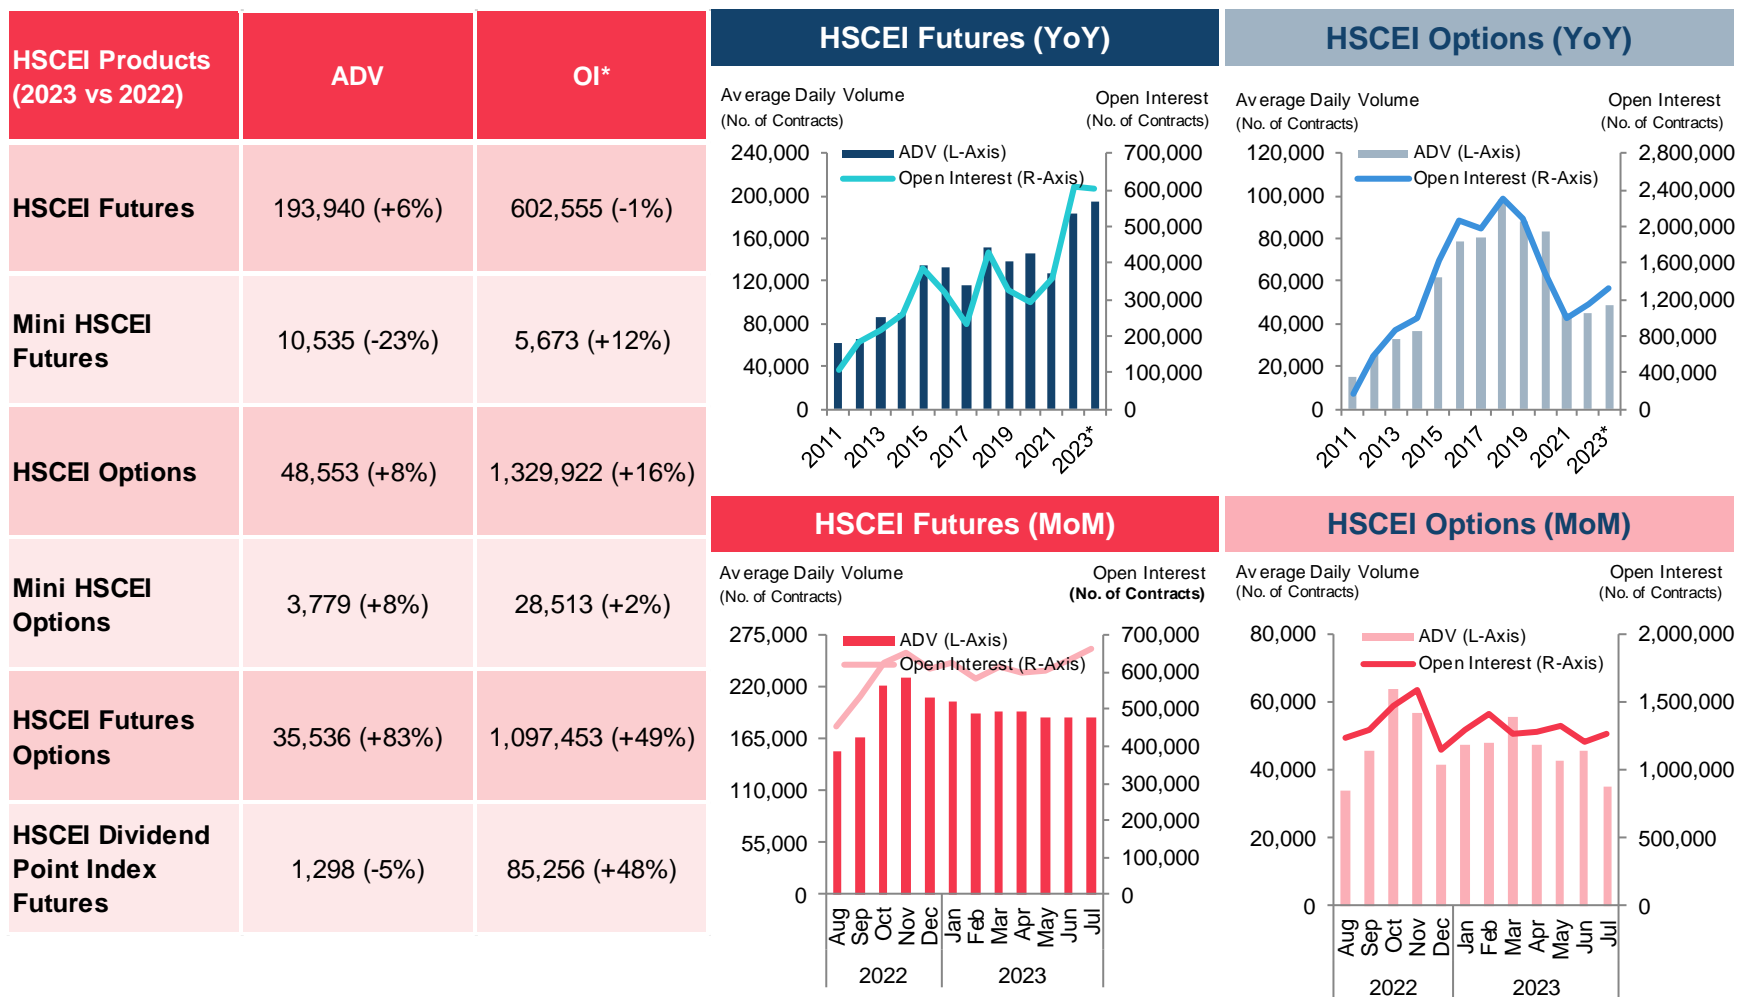 HSCEI Products
(2023 vs 2022)
ADV
OI*
HSCEI Futures
193,940 (+6%)
602,555 (-1%)
Mini HSCEI
Futures
10,535 (-23%)
5,673 (+12%)
HSCEI Options
48,553 (+8%)
1,329,922 (+16%)
Mini HSCEI
Options
3,779 (+8%)
28,513 (+2%)
HSCEI Futures
Options
35,536 (+83%)
1,097,453 (+49%)
HSCEI Dividend
Point Index
Futures
1,298 (-5%)
85,256 (+48%)
HSCEI Futures (YoY)
Average Daily Volume
(No. of Contracts)
Open Interest
(No. of Contracts)
ADV (L-Axis)
Open Interest (R-Axis)
240,000
200,000
160,000
120,000
80,000
40,000
0
700,000
600,000
500,000
400,000
300,000
200,000
100,000
0
2011
2013
2015
2017
2019
2021
2023*
HSCEI Options (YoY)
Average Daily Volume
(No. of Contracts)
Open Interest
(No. of Contracts)
ADV (L-Axis)
Open Interest (R-Axis)
120,000
100,000
80,000
60,000
40,000
20,000
0
2,800,000
2,400,000
2,000,000
1,600,000
1,200,000
800,000
400,000
0
2011
2013
2015
2017
2019
2021
2023*
HSCEI Futures (MoM)
Average Daily Volume
(No. of Contracts)
Open Interest
(No. of Contracts)
ADV (L-Axis)
Open Interest (R-Axis)
275,000
220,000
165,000
110,000
55,000
0
700,000
600,000
500,000
400,000
300,000
200,000
100,000
0
Aug
Sep
Oct
Nov
Dec
Jan
Feb
Mar
Apr
May
Jun
Jul
2022
2023
HSCEI Options (MoM)
Average Daily Volume
(No. of Contracts)
Open Interest
(No. of Contracts)
ADV (L-Axis)
Open Interest (R-Axis)
80,000
60,000
40,000
20,000
0
2,000,000
1,500,000
1,000,000
500,000
0
Aug
Sep
Oct
Nov
Dec
Jan
Feb
Mar
Apr
May
Jun
Jul
2022
2023